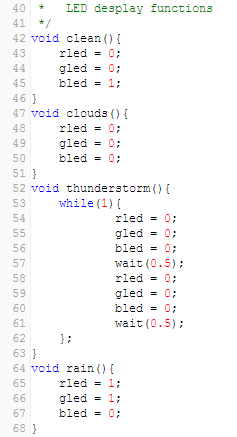 40 *   LED desplay functions
41 */
42 void clean(){
43     rled = 0;
44     gled = 0;
45     bled = 1;
46 }
47 void clouds(){
48     rled = 0;
49     gled = 0;
50     bled = 0;
51 }
52 void thunderstorm(){
53     while(1){
54             rled = 0;
55             gled = 0;
56             bled = 0;
57             wait(0.5);
58             rled = 0;
59             gled = 0;
60             bled = 0;
61             wait(0.5);
62     };
63 }
64 void rain(){
65     rled = 1;
66     gled = 1;
67     bled = 0;
68 }